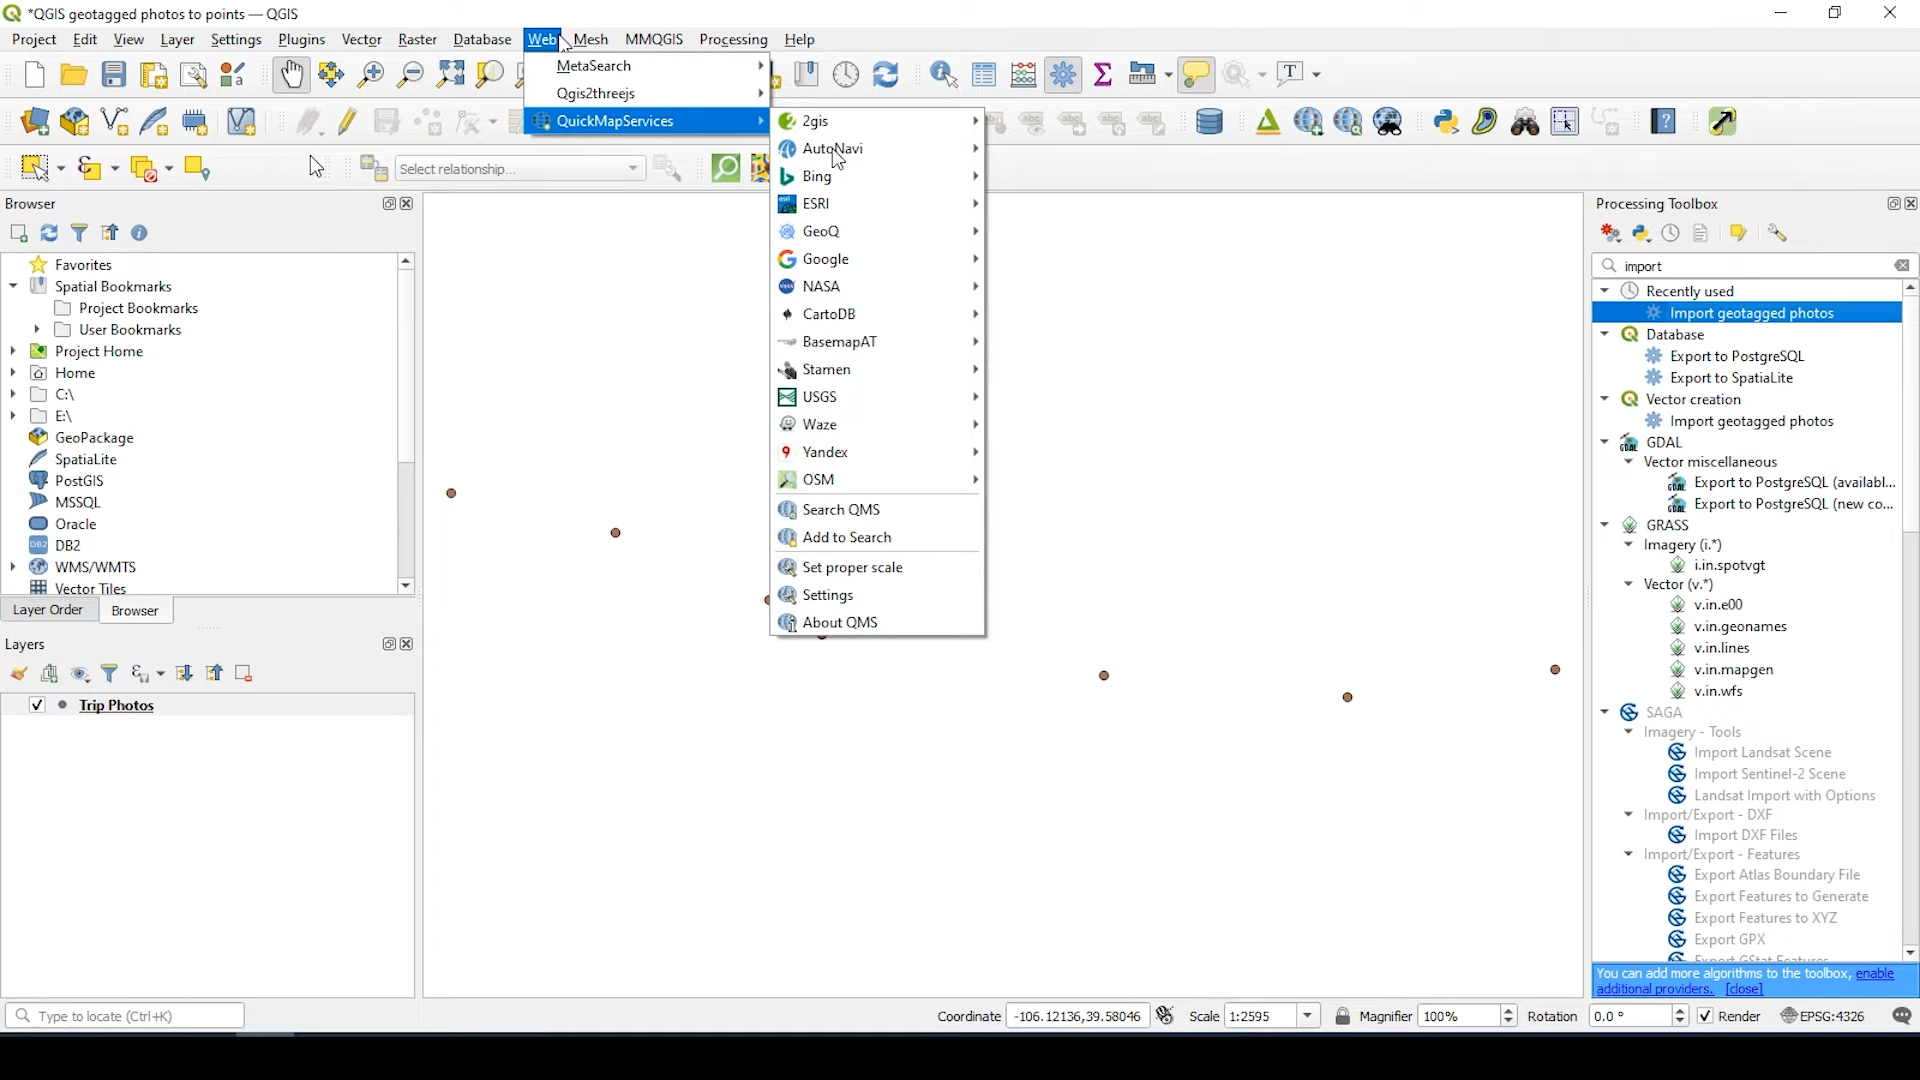 *QGIS geotagged photos to points — QGIS
Project Edit View Layer Settings Plugins Vector Raster Database Web Mesh MMQGIS Processing Help
MetaSearch
Qgis2threejs
QuickMapServices
2gis
AutoNavi
Bing
ESRI
GeoQ
Google
NASA
CartoDB
BasemapAT
Stamen
USGS
Waze
Yandex
OSM
Search QMS
Add to Search
Set proper scale
Settings
About QMS
Select relationship...
Browser
Favorites
Spatial Bookmarks
Project Bookmarks
User Bookmarks
Project Home
Home
C:\
E:\
GeoPackage
SpatiaLite
PostGIS
MSSQL
Oracle
DB2
WMS/WMTS
Vector Tiles
Layer Order Browser
Layers
Trip Photos
Processing Toolbox
import
Recently used
Import geotagged photos
Database
Export to PostgreSQL
Export to SpatiaLite
Vector creation
Import geotagged photos
GDAL
Vector miscellaneous
Export to PostgreSQL (availabl...
Export to PostgreSQL (new co...
GRASS
Imagery (i.*)
i.in.spotvgt
Vector (v.*)
v.in.e00
v.in.geonames
v.in.lines
v.in.mapgen
v.in.wfs
SAGA
Imagery - Tools
Import Landsat Scene
Import Sentinel-2 Scene
Landsat Import with Options
Import/Export - DXF
Import DXF Files
Import/Export - Features
Export Atlas Boundary File
Export Features to Generate
Export Features to XYZ
Export GPX
Export GStat Features
You can add more algorithms to the toolbox, enable
additional providers. [close]
Type to locate (Ctrl+K) Coordinate -106.12136,39.58046 Scale 1:2595 Magnifier 100% Rotation 0.0 ° Render EPSG:4326